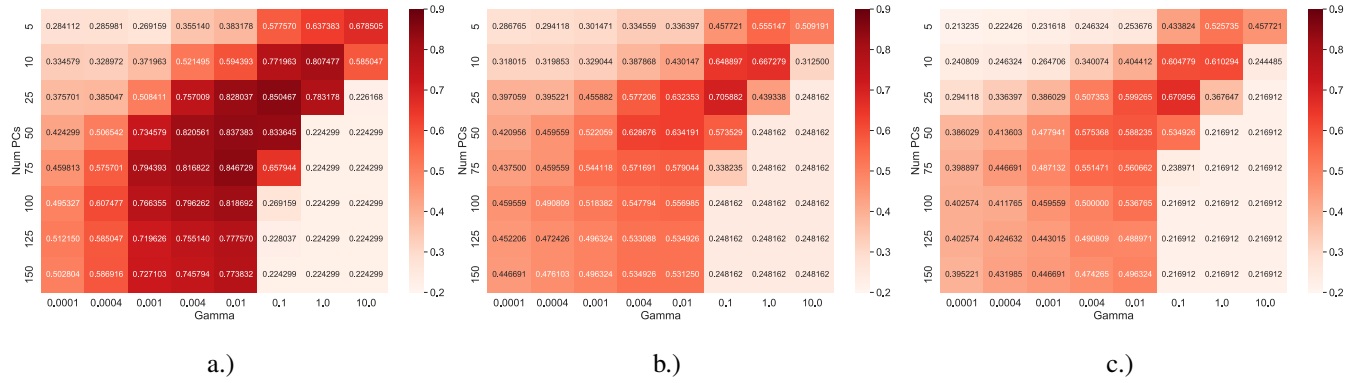 5 0.284112 0.285981 0.269159 0.355140 0.383178 0.577570 0.637383 0.678505
10 0.334579 0.328972 0.371963 0.521495 0.594393 0.771963 0.807477 0.585047
25 0.375701 0.385047 0.508411 0.757009 0.828037 0.850467 0.783178 0.226168
50 0.424299 0.506542 0.734579 0.820561 0.837383 0.833645 0.224299 0.224299
75 0.459813 0.575701 0.794393 0.816822 0.846729 0.657944 0.224299 0.224299
100 0.495327 0.607477 0.766355 0.796262 0.818692 0.269159 0.224299 0.224299
125 0.512150 0.585047 0.719626 0.755140 0.777570 0.228037 0.224299 0.224299
150 0.502804 0.586916 0.727103 0.745794 0.773832 0.224299 0.224299 0.224299
Num PCs
0.0001 0.0004 0.001 0.004 0.01 0.1 1.0 10.0
Gamma
0.9
0.8
0.7
0.6
0.5
0.4
0.3
0.2
a.)
5 0.286765 0.294118 0.301471 0.334559 0.336397 0.457721 0.555147 0.509191
10 0.318015 0.319853 0.329044 0.387868 0.430147 0.648897 0.667279 0.312500
25 0.397059 0.395221 0.455882 0.577206 0.632353 0.705882 0.439338 0.248162
50 0.420956 0.459559 0.522059 0.628676 0.634191 0.573529 0.248162 0.248162
75 0.437500 0.459559 0.544118 0.571691 0.579044 0.338235 0.248162 0.248162
100 0.459559 0.490809 0.518382 0.547794 0.556985 0.248162 0.248162 0.248162
125 0.452206 0.472426 0.496324 0.533088 0.534926 0.248162 0.248162 0.248162
150 0.446691 0.476103 0.496324 0.534926 0.531250 0.248162 0.248162 0.248162
Num PCs
0.0001 0.0004 0.001 0.004 0.01 0.1 1.0 10.0
Gamma
0.9
0.8
0.7
0.6
0.5
0.4
0.3
0.2
b.)
5 0.213235 0.222426 0.231618 0.246324 0.253676 0.433824 0.525735 0.457721
10 0.240809 0.246324 0.264706 0.340074 0.404412 0.604779 0.610294 0.244485
25 0.294118 0.336397 0.386029 0.507353 0.599265 0.670956 0.367647 0.216912
50 0.386029 0.413603 0.477941 0.575368 0.588235 0.534926 0.216912 0.216912
75 0.398897 0.446691 0.487132 0.551471 0.560662 0.238971 0.216912 0.216912
100 0.402574 0.411765 0.459559 0.500000 0.536765 0.216912 0.216912 0.216912
125 0.402574 0.424632 0.443015 0.490809 0.488971 0.216912 0.216912 0.216912
150 0.395221 0.431985 0.446691 0.474265 0.496324 0.216912 0.216912 0.216912
Num PCs
0.0001 0.0004 0.001 0.004 0.01 0.1 1.0 10.0
Gamma
0.9
0.8
0.7
0.6
0.5
0.4
0.3
0.2
c.)